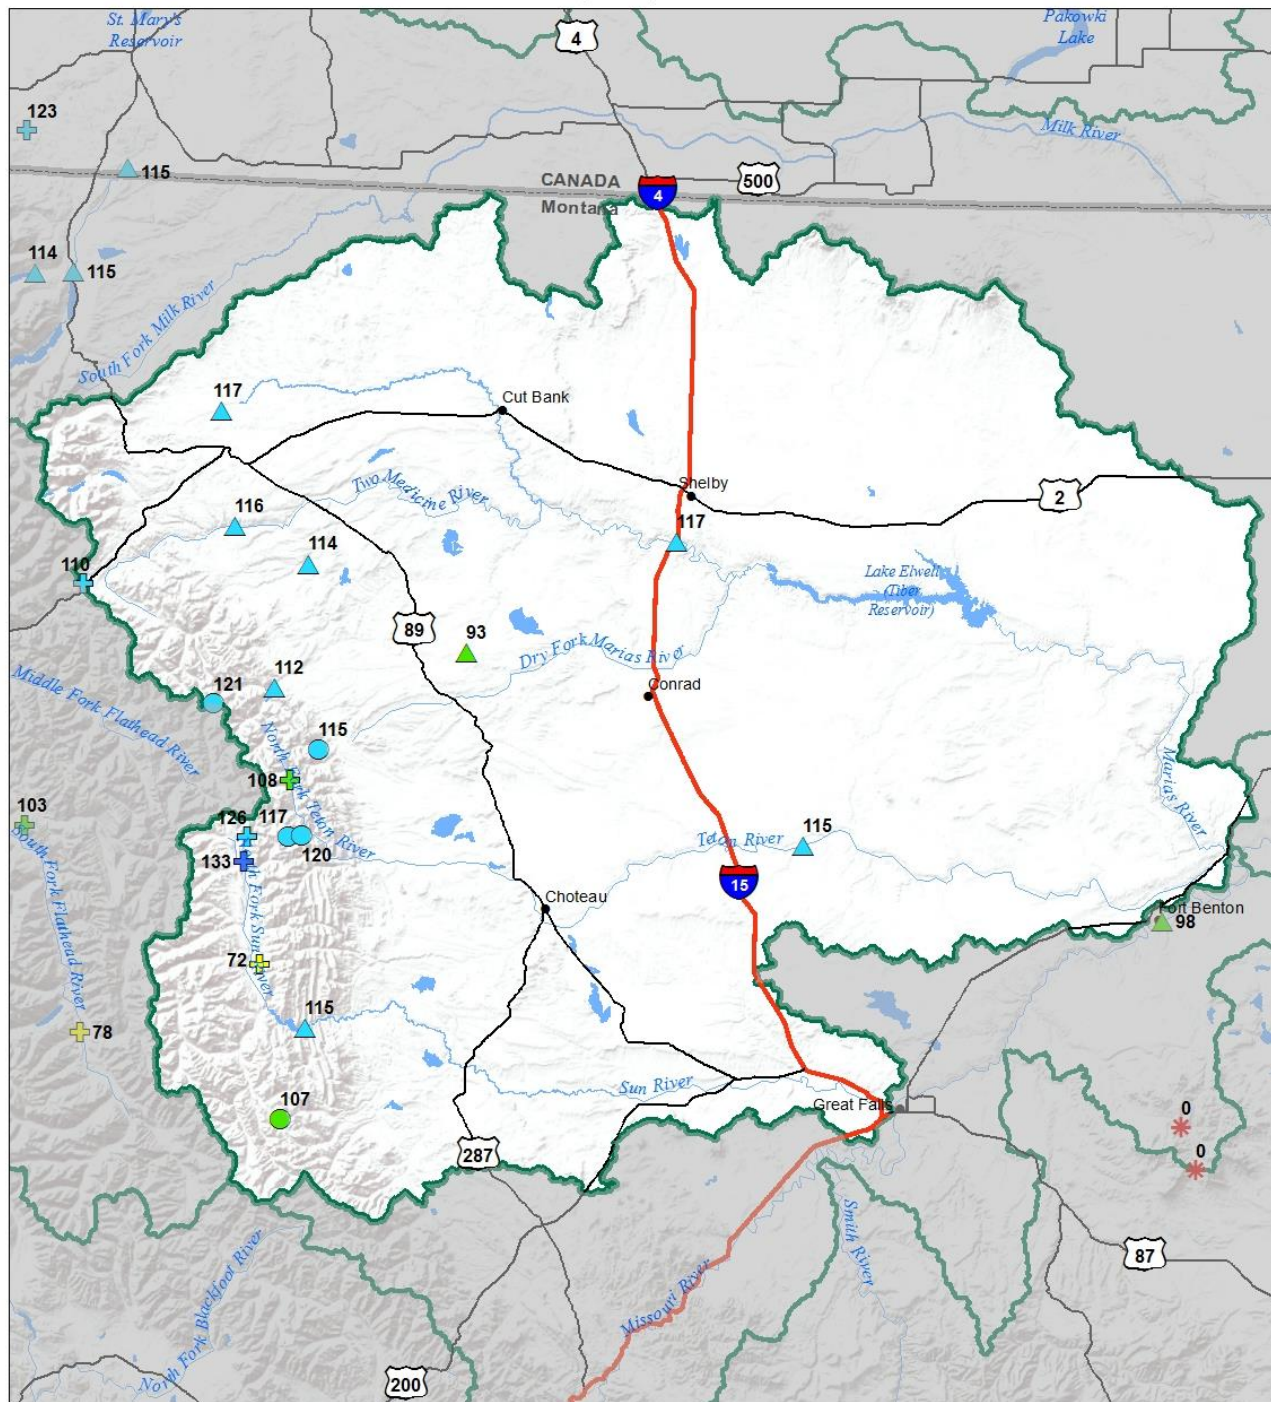 St. Mary's
Reservoir
4
Pakowki
Lake
123
Milk River
115
CANADA
Montana
4
500
114
115
South Fork Milk River
117
Cut Bank
Two Medicine River
Shelby
2
116
117
114
110
Lake Elwell
(Tiber
Reservoir)
89
93
Dry Fork Marias River
Middle Fork Flathead River
112
121
Conrad
115
North Fork Teton River
108
Marias River
103
126
117
120
115
Teton River
133
South Fork Flathead River
15
Choteau
Fort Benton
98
North Fork Sun River
72
115
78
Sun River
Great Falls
107
0
287
0
Smith River
87
Missouri River
North Fork Blackfoot River
200